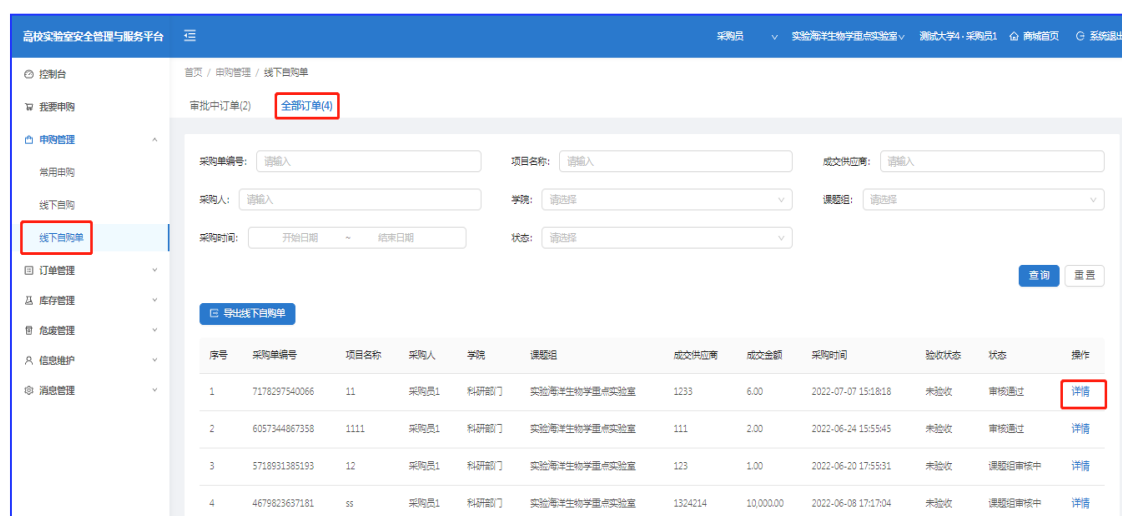 高校实验室安全管理与服务平台 采购员 实验海洋生物学重点实验室 测试大学4 - 采购员1 商城首页 系统退出
控制台
我要申购
申购管理
常用申购
线下自购
线下自购单
订单管理
库存管理
危废管理
信息维护
消息管理
首页 / 申购管理 / 线下自购单
审批中订单(2) 全部订单(4)
采购单编号: 请输入 项目名称: 请输入 成交供应商: 请输入
采购人: 请输入 学院: 请选择 课题组: 请选择
采购时间: 开始日期 ~ 结束日期 状态: 请选择
查询 重置
导出线下自购单
序号 采购单编号 项目名称 采购人 学院 课题组 成交供应商 成交金额 采购时间 验收状态 状态 操作
1 7178297540066 11 采购员1 科研部门 实验海洋生物学重点实验室 1233 6.00 2022-07-07 15:18:18 未验收 审核通过 详情
2 6057344867358 1111 采购员1 科研部门 实验海洋生物学重点实验室 111 2.00 2022-06-24 15:55:45 未验收 审核通过 详情
3 5718931385193 12 采购员1 科研部门 实验海洋生物学重点实验室 123 1.00 2022-06-20 17:55:31 未验收 课题组审核中 详情
4 4679823637181 ss 采购员1 科研部门 实验海洋生物学重点实验室 1324214 10,000.00 2022-06-08 17:17:04 未验收 课题组审核中 详情